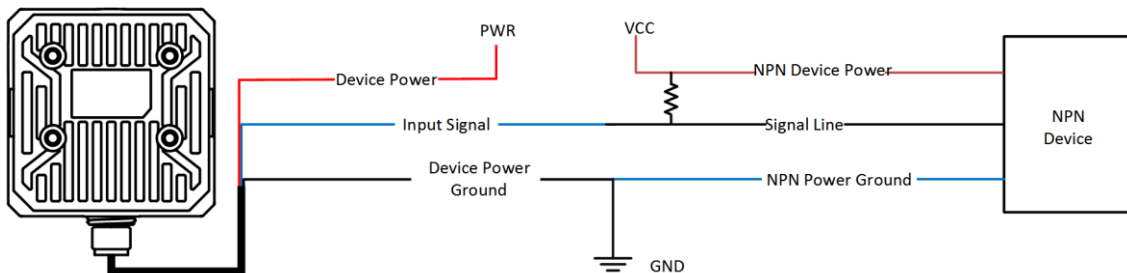 PWR
VCC
Device Power
NPN Device Power
Input Signal
Signal Line
NPN
Device
Device Power
Ground
NPN Power Ground
GND